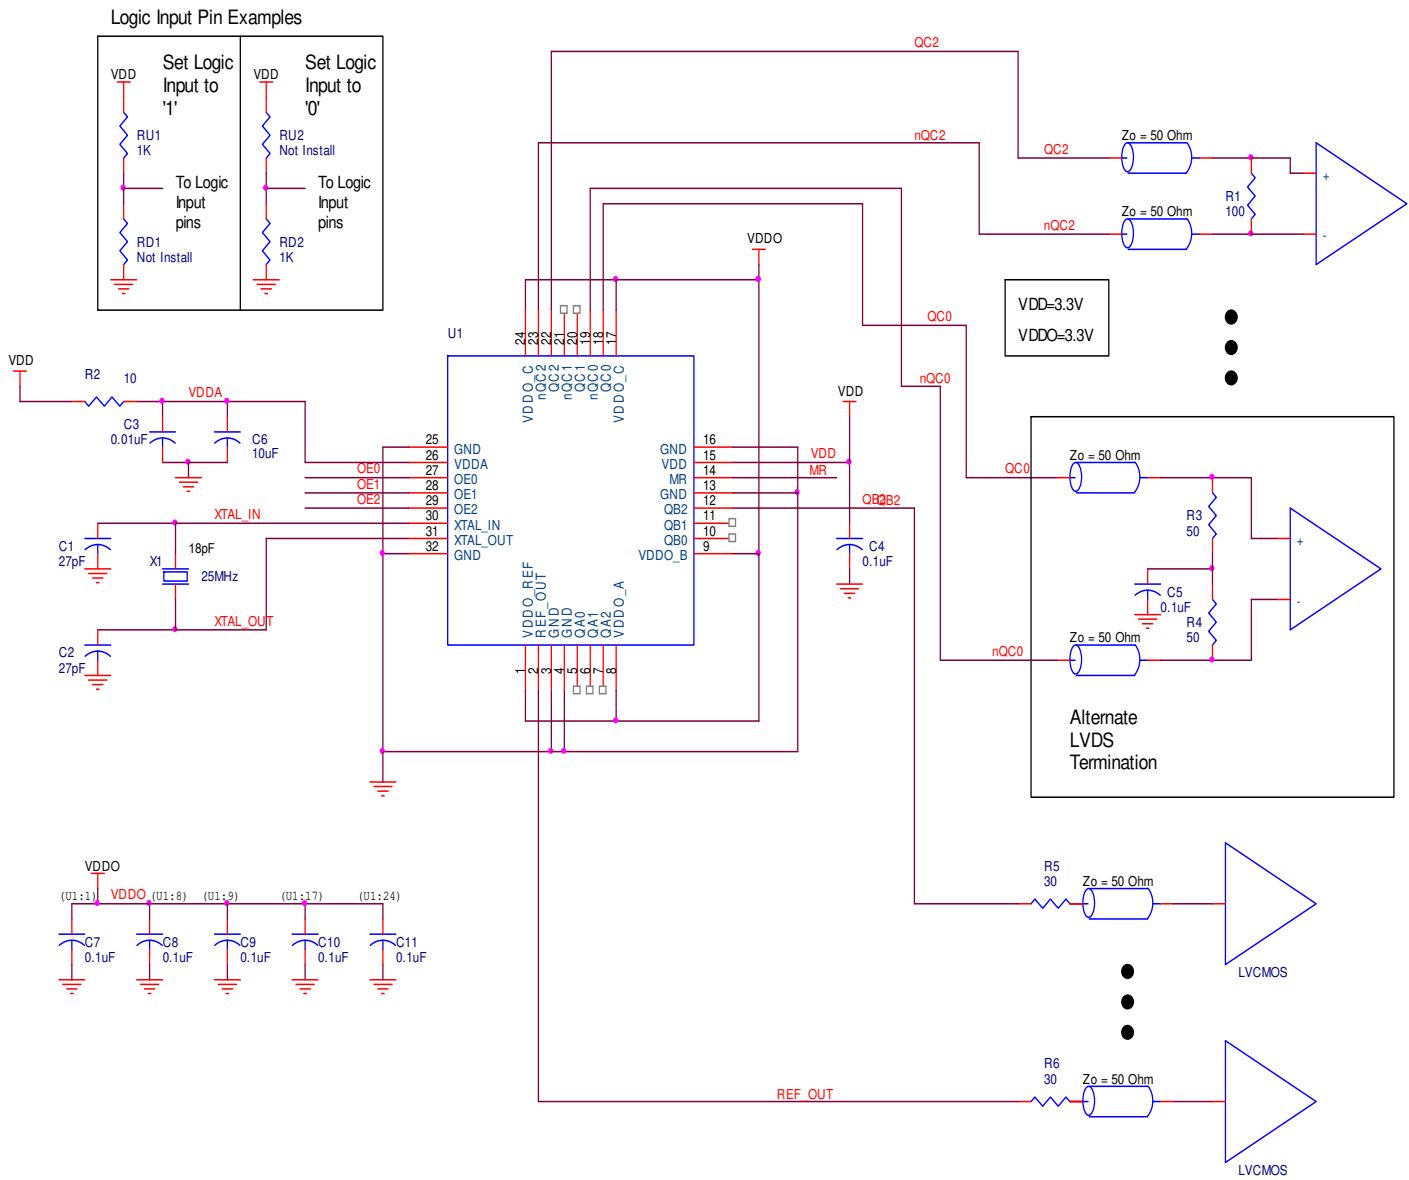 Logic Input Pin Examples
VDD
Set Logic
Input to
'1'
RU1
1K
To Logic
Input
pins
RD1
Not Install
VDD
Set Logic
Input to
'0'
RU2
Not Install
To Logic
Input
pins
RD2
1K
QC2
nQC2
QC2
Zo = 50 Ohm
R1
100
nQC2
Zo = 50 Ohm
+
-
VDDO
VDD=3.3V
VDDO=3.3V
QC0
nQC0
U1
24
23
22
21
20
19
18
17
VDDO_C
nQC2
QC2
nQC1
QC1
nQC0
QC0
VDDO_C
VDD
R2
10
VDDA
C3
0.01uF
C6
10uF
OE0
OE1
OE2
XTAL_IN
C1
27pF
X1
18pF
25MHz
XTAL_OUT
C2
27pF
25
GND
26
VDDA
27
OE0
28
OE1
29
OE2
30
XTAL_IN
31
XTAL_OUT
32
GND
GND
16
VDD
15
MR
14
GND
13
QB2
12
QB1
11
QB0
10
VDDO_B
9
VDD
VDD
MR
QB2
QB2
C4
0.1uF
VDDO_REF
REF_OUT
GND
GND
QA0
QA1
QA2
VDDO_A
1
2
3
4
5
6
7
8
QC0
Zo = 50 Ohm
R3
50
C5
0.1uF
R4
50
nQC0
Zo = 50 Ohm
+
-
Alternate
LVDS
Termination
VDDO
(U1:1)
VDDO
(U1:8)
(U1:9)
(U1:17)
(U1:24)
C7
0.1uF
C8
0.1uF
C9
0.1uF
C10
0.1uF
C11
0.1uF
R5
30
Zo = 50 Ohm
LVCMOS
REF_OUT
R6
30
Zo = 50 Ohm
LVCMOS